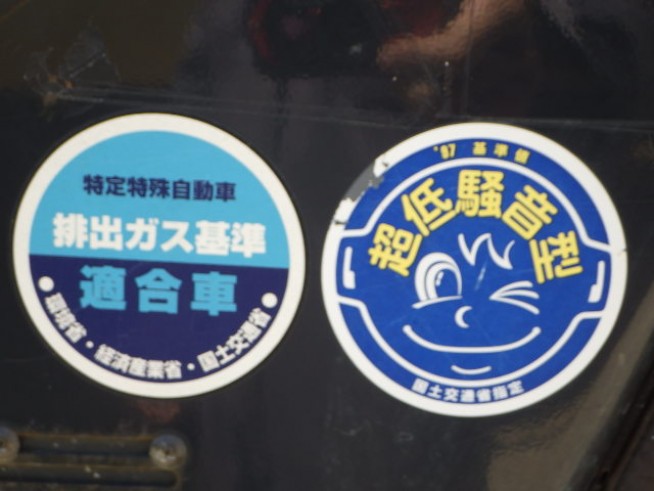 特定特殊自動車
排出ガス基準
適合車
環境省・経済産業省・国土交通省
'97 基準値
超低騒音型
国土交通省指定